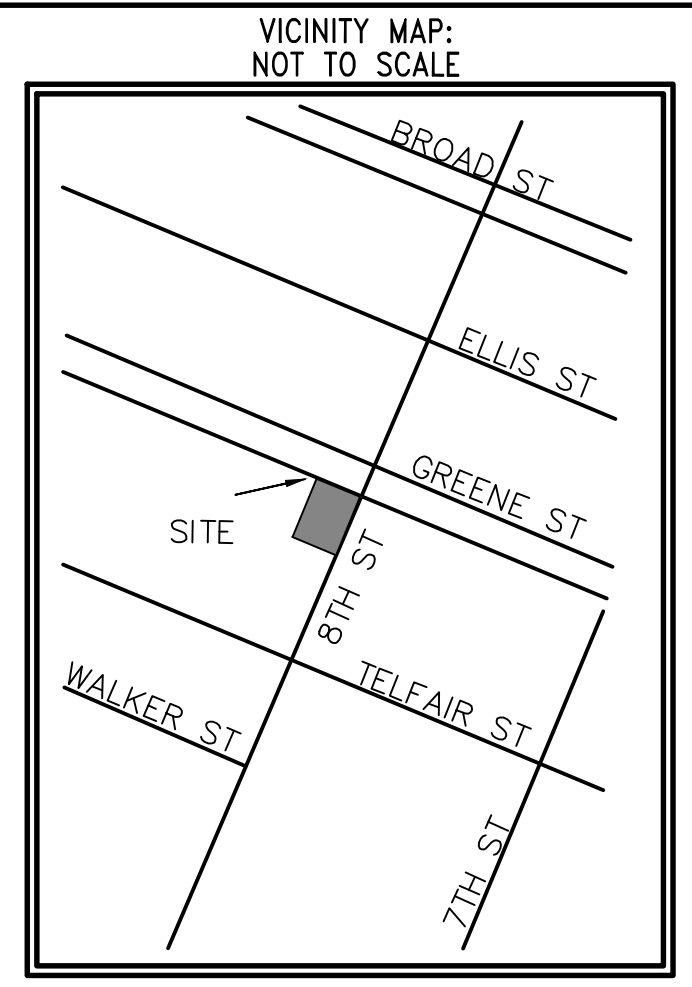 VICINITY MAP:
NOT TO SCALE
BROAD ST
ELLIS ST
GREENE ST
SITE
8TH ST
TELFAIR ST
WALKER ST
7TH ST